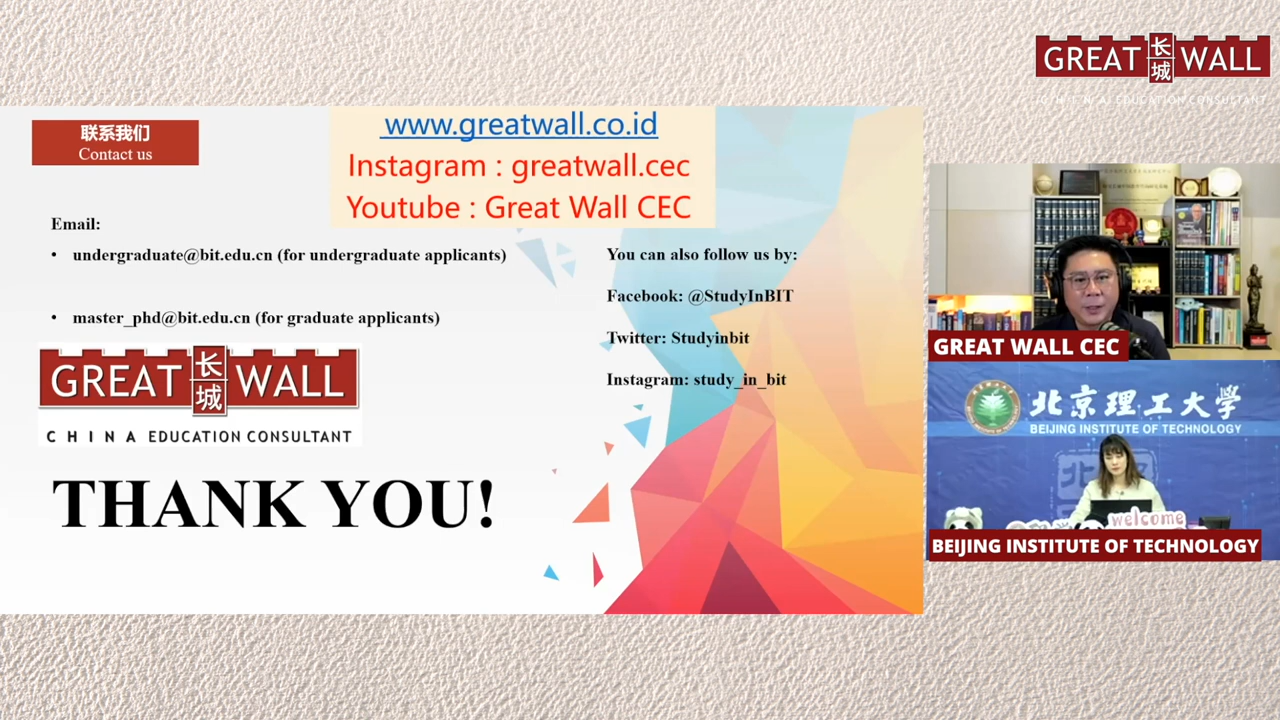 GREAT 长城 WALL
CHINA EDUCATION CONSULTANT
联系我们
Contact us
www.greatwall.co.id
Instagram : greatwall.cec
Youtube : Great Wall CEC
Email:
• undergraduate@bit.edu.cn (for undergraduate applicants)
• master_phd@bit.edu.cn (for graduate applicants)
You can also follow us by:
Facebook: @StudyInBIT
Twitter: Studyinbit
Instagram: study_in_bit
GREAT 长城 WALL
CHINA EDUCATION CONSULTANT
THANK YOU!
GREAT WALL CEC
北京理工大学
BEIJING INSTITUTE OF TECHNOLOGY
welcome
BEIJING INSTITUTE OF TECHNOLOGY